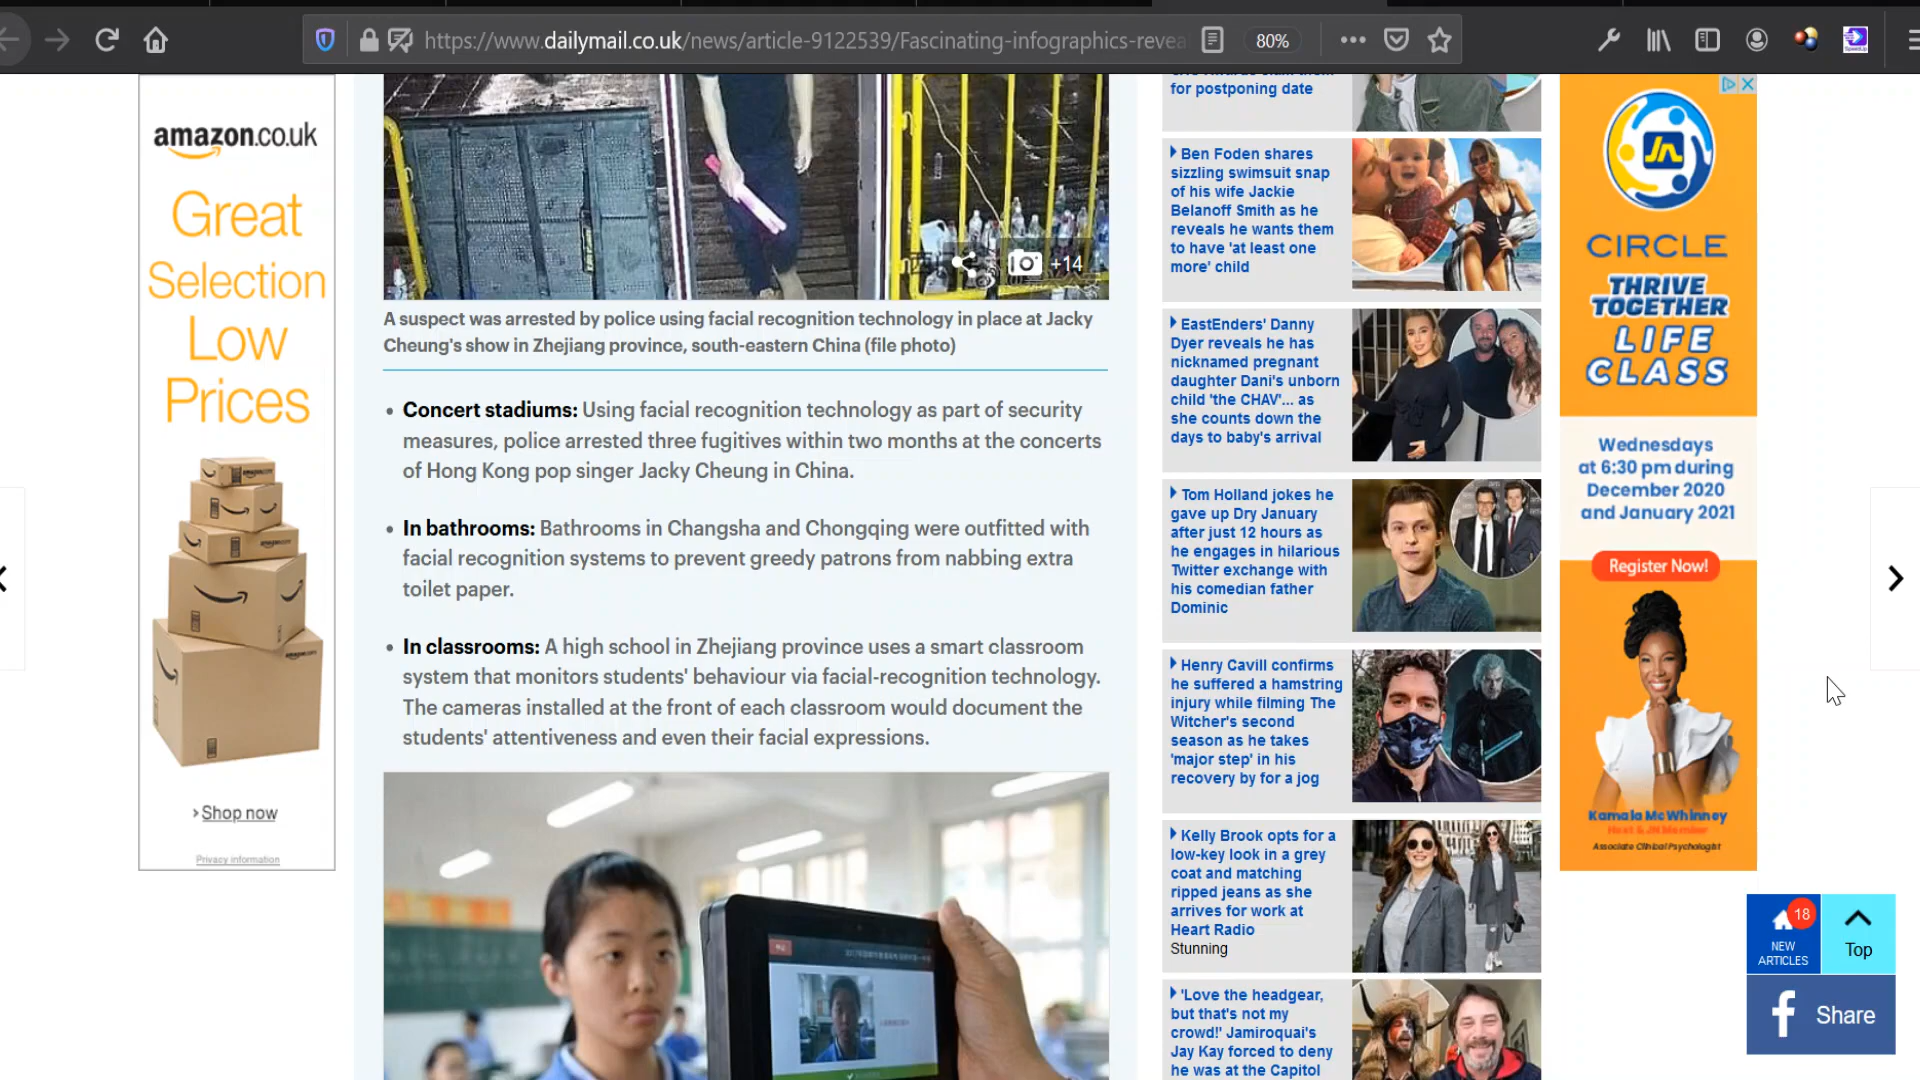 https://www.dailymail.co.uk/news/article-9122539/Fascinating-infographics-revea
80%
amazon.co.uk
Great
Selection
Low
Prices
Shop now
Privacy information
+14
A suspect was arrested by police using facial recognition technology in place at Jacky
Cheung's show in Zhejiang province, south-eastern China (file photo)
• Concert stadiums: Using facial recognition technology as part of security
measures, police arrested three fugitives within two months at the concerts
of Hong Kong pop singer Jacky Cheung in China.
• In bathrooms: Bathrooms in Changsha and Chongqing were outfitted with
facial recognition systems to prevent greedy patrons from nabbing extra
toilet paper.
• In classrooms: A high school in Zhejiang province uses a smart classroom
system that monitors students' behaviour via facial-recognition technology.
The cameras installed at the front of each classroom would document the
students' attentiveness and even their facial expressions.
for postponing date
Ben Foden shares
sizzling swimsuit snap
of his wife Jackie
Belanoff Smith as he
reveals he wants them
to have 'at least one
more' child
EastEnders' Danny
Dyer reveals he has
nicknamed pregnant
daughter Dani's unborn
child 'the CHAV'... as
she counts down the
days to baby's arrival
Tom Holland jokes he
gave up Dry January
after just 12 hours as
he engages in hilarious
Twitter exchange with
his comedian father
Dominic
Henry Cavill confirms
he suffered a hamstring
injury while filming The
Witcher's second
season as he takes
'major step' in his
recovery by for a jog
Kelly Brook opts for a
low-key look in a grey
coat and matching
ripped jeans as she
arrives for work at
Heart Radio
Stunning
'Love the headgear,
but that's not my
crowd!' Jamiroquai's
Jay Kay forced to deny
he was at the Capitol
CIRCLE
THRIVE
TOGETHER
LIFE
CLASS
Wednesdays
at 6:30 pm during
December 2020
and January 2021
Register Now!
Kamala McWhinney
Associate Clinical Psychologist
18
NEW
ARTICLES
Top
Share